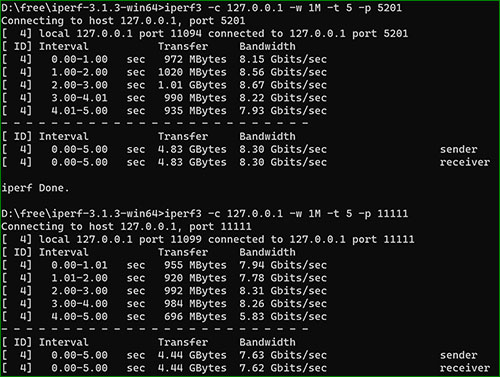 D:\free\iperf-3.1.3-win64>iperf3 -c 127.0.0.1 -w 1M -t 5 -p 5201
Connecting to host 127.0.0.1, port 5201
[  4] local 127.0.0.1 port 11094 connected to 127.0.0.1 port 5201
[ ID] Interval           Transfer     Bandwidth
[  4]   0.00-1.00   sec   972 MBytes  8.15 Gbits/sec
[  4]   1.00-2.00   sec  1020 MBytes  8.56 Gbits/sec
[  4]   2.00-3.00   sec  1.01 GBytes  8.67 Gbits/sec
[  4]   3.00-4.01   sec   990 MBytes  8.22 Gbits/sec
[  4]   4.01-5.00   sec   935 MBytes  7.93 Gbits/sec
- - - - - - - - - - - - - - - - - - - - - - - - -
[ ID] Interval           Transfer     Bandwidth
[  4]   0.00-5.00   sec  4.83 GBytes  8.30 Gbits/sec                  sender
[  4]   0.00-5.00   sec  4.83 GBytes  8.30 Gbits/sec                  receiver
iperf Done.
D:\free\iperf-3.1.3-win64>iperf3 -c 127.0.0.1 -w 1M -t 5 -p 11111
Connecting to host 127.0.0.1, port 11111
[  4] local 127.0.0.1 port 11099 connected to 127.0.0.1 port 11111
[ ID] Interval           Transfer     Bandwidth
[  4]   0.00-1.01   sec   955 MBytes  7.94 Gbits/sec
[  4]   1.01-2.00   sec   920 MBytes  7.78 Gbits/sec
[  4]   2.00-3.00   sec   992 MBytes  8.31 Gbits/sec
[  4]   3.00-4.00   sec   984 MBytes  8.26 Gbits/sec
[  4]   4.00-5.00   sec   696 MBytes  5.83 Gbits/sec
- - - - - - - - - - - - - - - - - - - - - - - - -
[ ID] Interval           Transfer     Bandwidth
[  4]   0.00-5.00   sec  4.44 GBytes  7.63 Gbits/sec                  sender
[  4]   0.00-5.00   sec  4.44 GBytes  7.62 Gbits/sec                  receiver